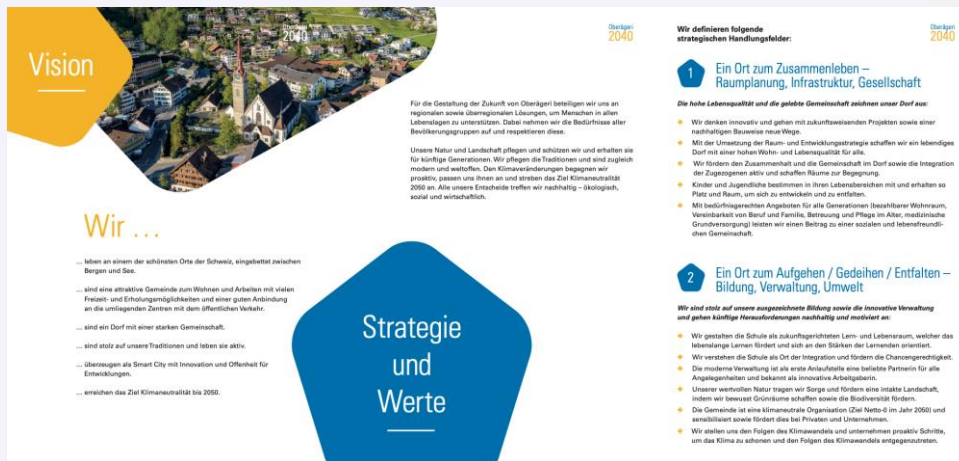 Vision
Oberägeri
2040
Oberägeri
2040
Für die Gestaltung der Zukunft von Oberägeri beteiligen wir uns an
regionalen sowie überregionalen Lösungen, um Menschen in allen
Lebenslagen zu unterstützen. Dabei nehmen wir die Bedürfnisse aller
Bevölkerungsgruppen auf und respektieren diese.
Unsere Natur und Landschaft pflegen und schützen wir und erhalten sie
für künftige Generationen. Wir pflegen die Traditionen und sind zugleich
modern und weltoffen. Den Klimaveränderungen begegnen wir
proaktiv, passen uns ihnen an und streben das Ziel Klimaneutralität
2050 an. Alle unsere Entscheide treffen wir nachhaltig – ökologisch,
sozial und wirtschaftlich.
Wir ...
... leben an einem der schönsten Orte der Schweiz, eingebettet zwischen
Bergen und See.
... sind eine attraktive Gemeinde zum Wohnen und Arbeiten mit vielen
Freizeit- und Erholungsmöglichkeiten und einer guten Anbindung
an die umliegenden Zentren mit dem öffentlichen Verkehr.
... sind ein Dorf mit einer starken Gemeinschaft.
... sind stolz auf unsere Traditionen und leben sie aktiv.
... überzeugen als Smart City mit Innovation und Offenheit für
Entwicklungen.
... erreichen das Ziel Klimaneutralität bis 2050.
Strategie
und
Werte
Wir definieren folgende
strategischen Handlungsfelder:
Oberägeri
2040
1
Ein Ort zum Zusammenleben –
Raumplanung, Infrastruktur, Gesellschaft
Die hohe Lebensqualität und die gelebte Gemeinschaft zeichnen unser Dorf aus:
Wir denken innovativ und gehen mit zukunftsweisenden Projekten sowie einer
nachhaltigen Bauweise neue Wege.
Mit der Umsetzung der Raum- und Entwicklungsstrategie schaffen wir ein lebendiges
Dorf mit einer hohen Wohn- und Lebensqualität für alle.
Wir fördern den Zusammenhalt und die Gemeinschaft im Dorf sowie die Integration
der Zugezogenen aktiv und schaffen Räume zur Begegnung.
Kinder und Jugendliche bestimmen in ihren Lebensbereichen mit und erhalten so
Platz und Raum, um sich zu entwickeln und zu entfalten.
Mit bedürfnisgerechten Angeboten für alle Generationen (bezahlbarer Wohnraum,
Vereinbarkeit von Beruf und Familie, Betreuung und Pflege im Alter, medizinische
Grundversorgung) leisten wir einen Beitrag zu einer sozialen und lebensfreundli-
chen Gemeinschaft.
2
Ein Ort zum Aufgehen / Gedeihen / Entfalten –
Bildung, Verwaltung, Umwelt
Wir sind stolz auf unsere ausgezeichnete Bildung sowie die innovative Verwaltung
und gehen künftige Herausforderungen nachhaltig und motiviert an:
Wir gestalten die Schule als zukunftsgerichteten Lern- und Lebensraum, welcher das
lebenslange Lernen fördert und sich an den Stärken der Lernenden orientiert.
Wir verstehen die Schule als Ort der Integration und fördern die Chancengerechtigkeit.
Die moderne Verwaltung ist als erste Anlaufstelle eine beliebte Partnerin für alle
Angelegenheiten und bekannt als innovative Arbeitgeberin.
Unserer wertvollen Natur tragen wir Sorge und fördern eine intakte Landschaft,
indem wir bewusst Grünräume schaffen sowie die Biodiversität fördern.
Die Gemeinde ist eine klimaneutrale Organisation (Ziel Netto-0 im Jahr 2050) und
sensibilisiert sowie fördert dies bei Privaten und Unternehmen.
Wir stellen uns den Folgen des Klimawandels und unternehmen proaktiv Schritte,
um das Klima zu schonen und den Folgen des Klimawandels entgegenzutreten.